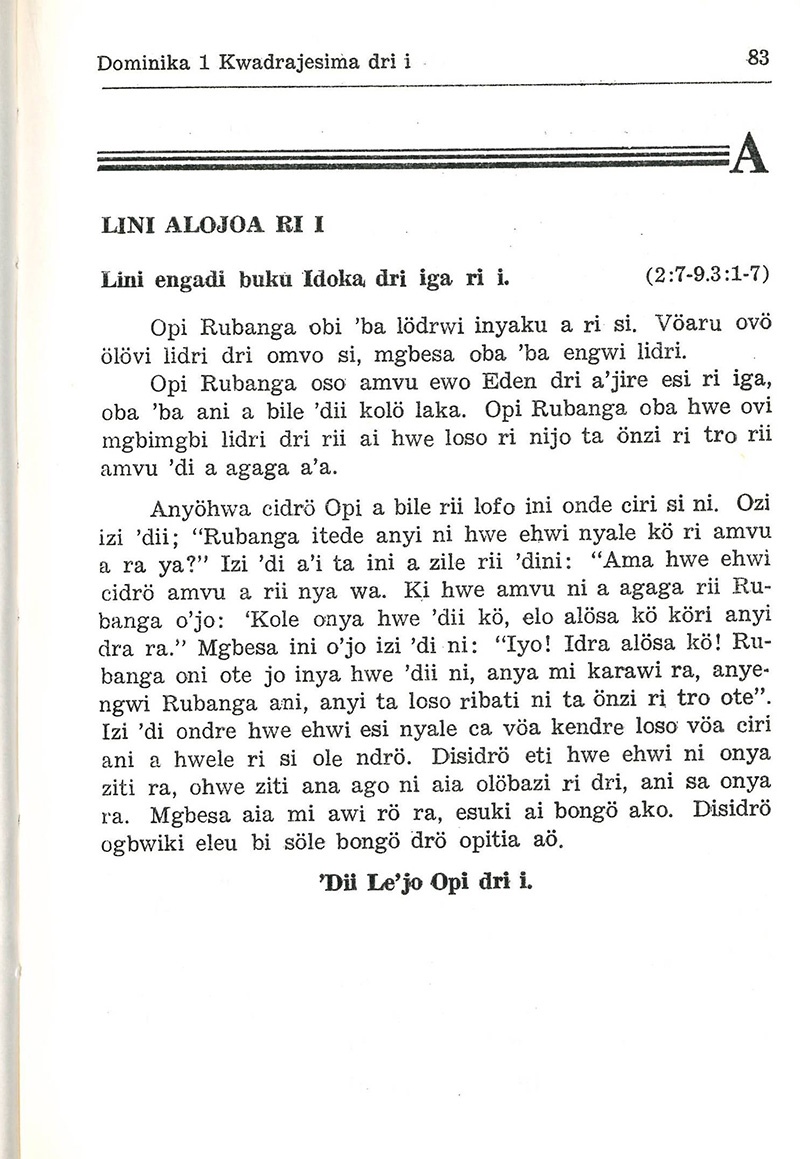 Dominika 1 Kwadrajesima dri i
83
A
LINI ALOJOA RI I
Lini engadi buku Idoka dri iga ri i. (2:7-9.3:1-7)
Opi Rubanga obi ’ba lödrwi inyaku a ri si. Vöaru ovö
ölövi lidri dri omvo si, mgbesa oba ’ba engwi lidri.
Opi Rubanga oso amvu ewo Eden dri a’jire esi ri iga,
oba ’ba ani a bile ’dii kolö laka. Opi Rubanga oba hwe ovi
mgbimgbi lidri dri rii ai hwe loso ri nijo ta önzi ri tro rii
amvu ’di a agaga a’a.
Anyöhwa cidrö Opi a bile rii lofo ini onde ciri si ni. Ozi
izi ’dii; “Rubanga itede anyi ni hwe ehwi nyale kö ri amvu
a ra ya?” Izi ’di a’i ta ini a zile rii ’dini: “Ama hwe ehwi
cidrö amvu a rii nya wa. Ki hwe amvu ni a agaga rii Ru-
banga o’jo: ‘Kole onya hwe ’dii kö, elo alösa kö köri anyi
dra ra.” Mgbesa ini o’jo izi ’di ni: “Iyo! Idra alösa kö! Ru-
banga oni ote jo inya hwe ’dii ni, anya mi karawi ra, anye-
ngwi Rubanga ani, anyi ta loso ribati ni ta önzi ri tro ote”.
Izi ’di ondre hwe ehwi esi nyale ca vöa kendre loso vöa ciri
ani a hwele ri si ole ndrö. Disidrö eti hwe ehwi ni onya
ziti ra, ohwe ziti ana ago ni aia olöbazi ri dri, ani sa onya
ra. Mgbesa aia mi awi rö ra, esuki ai bongö ako. Disidrö
ogbwiki eleu bi söle bongö drö opitia aö.
’Dii Le’jo Opi dri i.